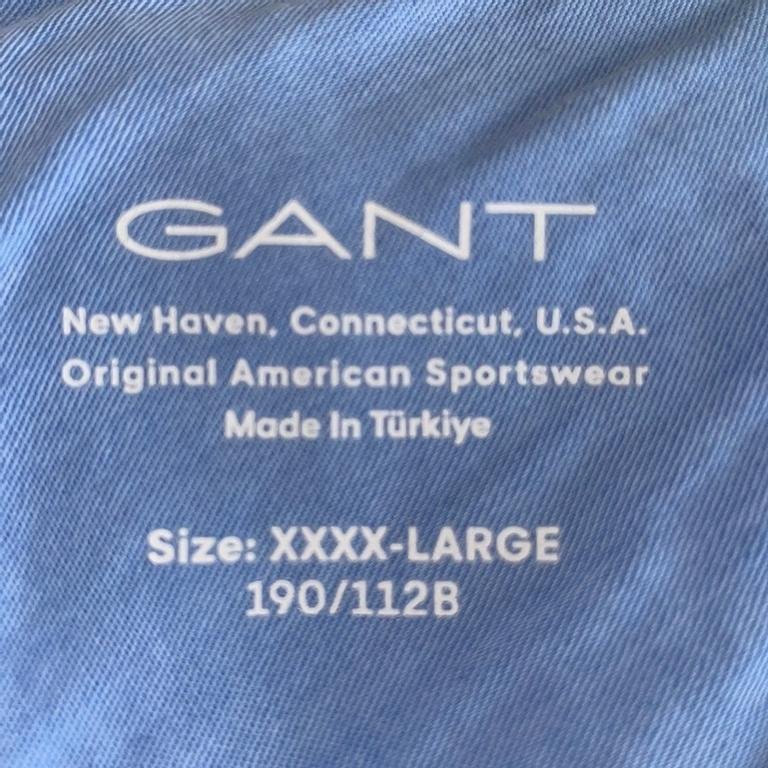 GANT
New Haven, Connecticut, U.S.A.
Original American Sportswear
Made In Türkiye
Size: XXXX-LARGE
190/112B